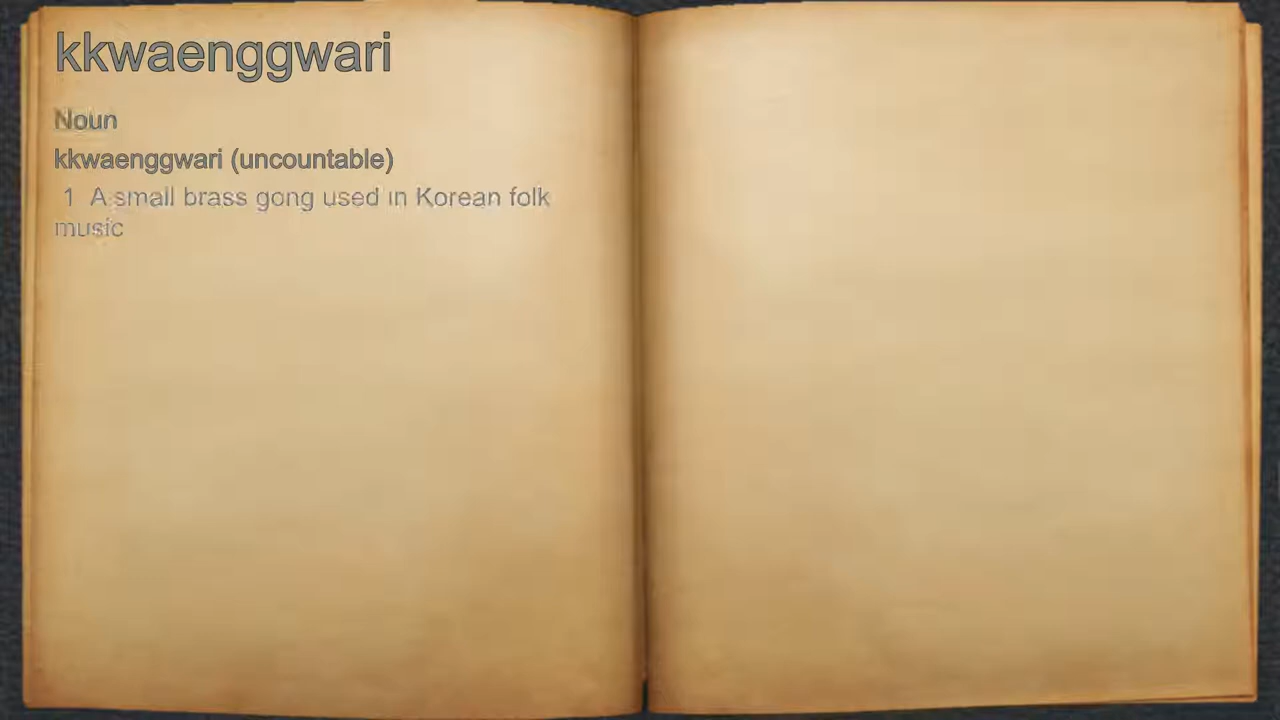 kkwaenggwari
Noun
kkwaenggwari (uncountable)
1 A small brass gong used in Korean folk
music